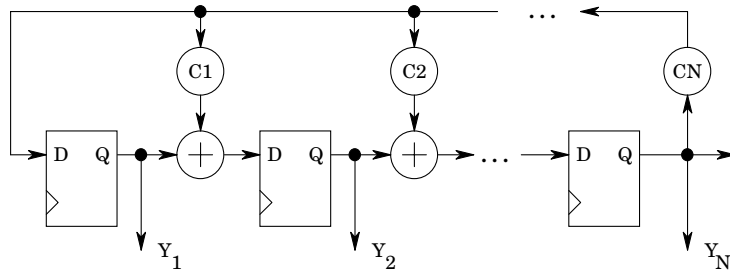 ...
C1 C2 CN
D Q + D Q + ... D Q
Y1 Y2 YN